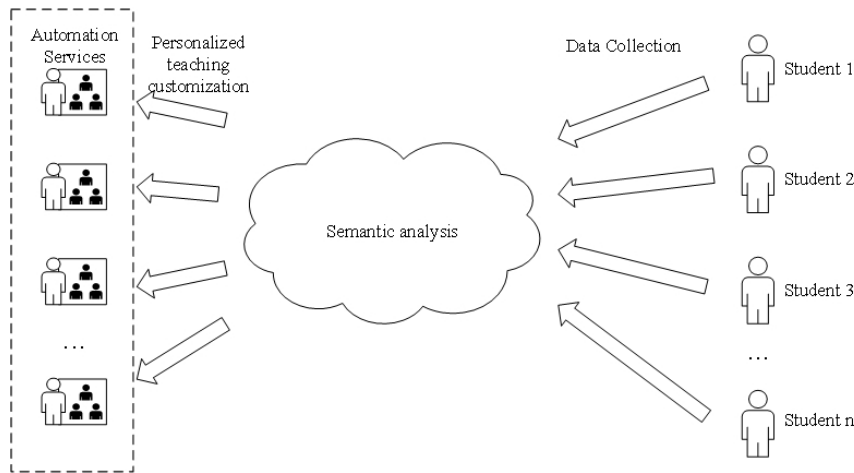 Automation
Services
Personalized
teaching
customization
Data Collection
Student 1
Student 2
Semantic analysis
Student 3
...
...
Student n